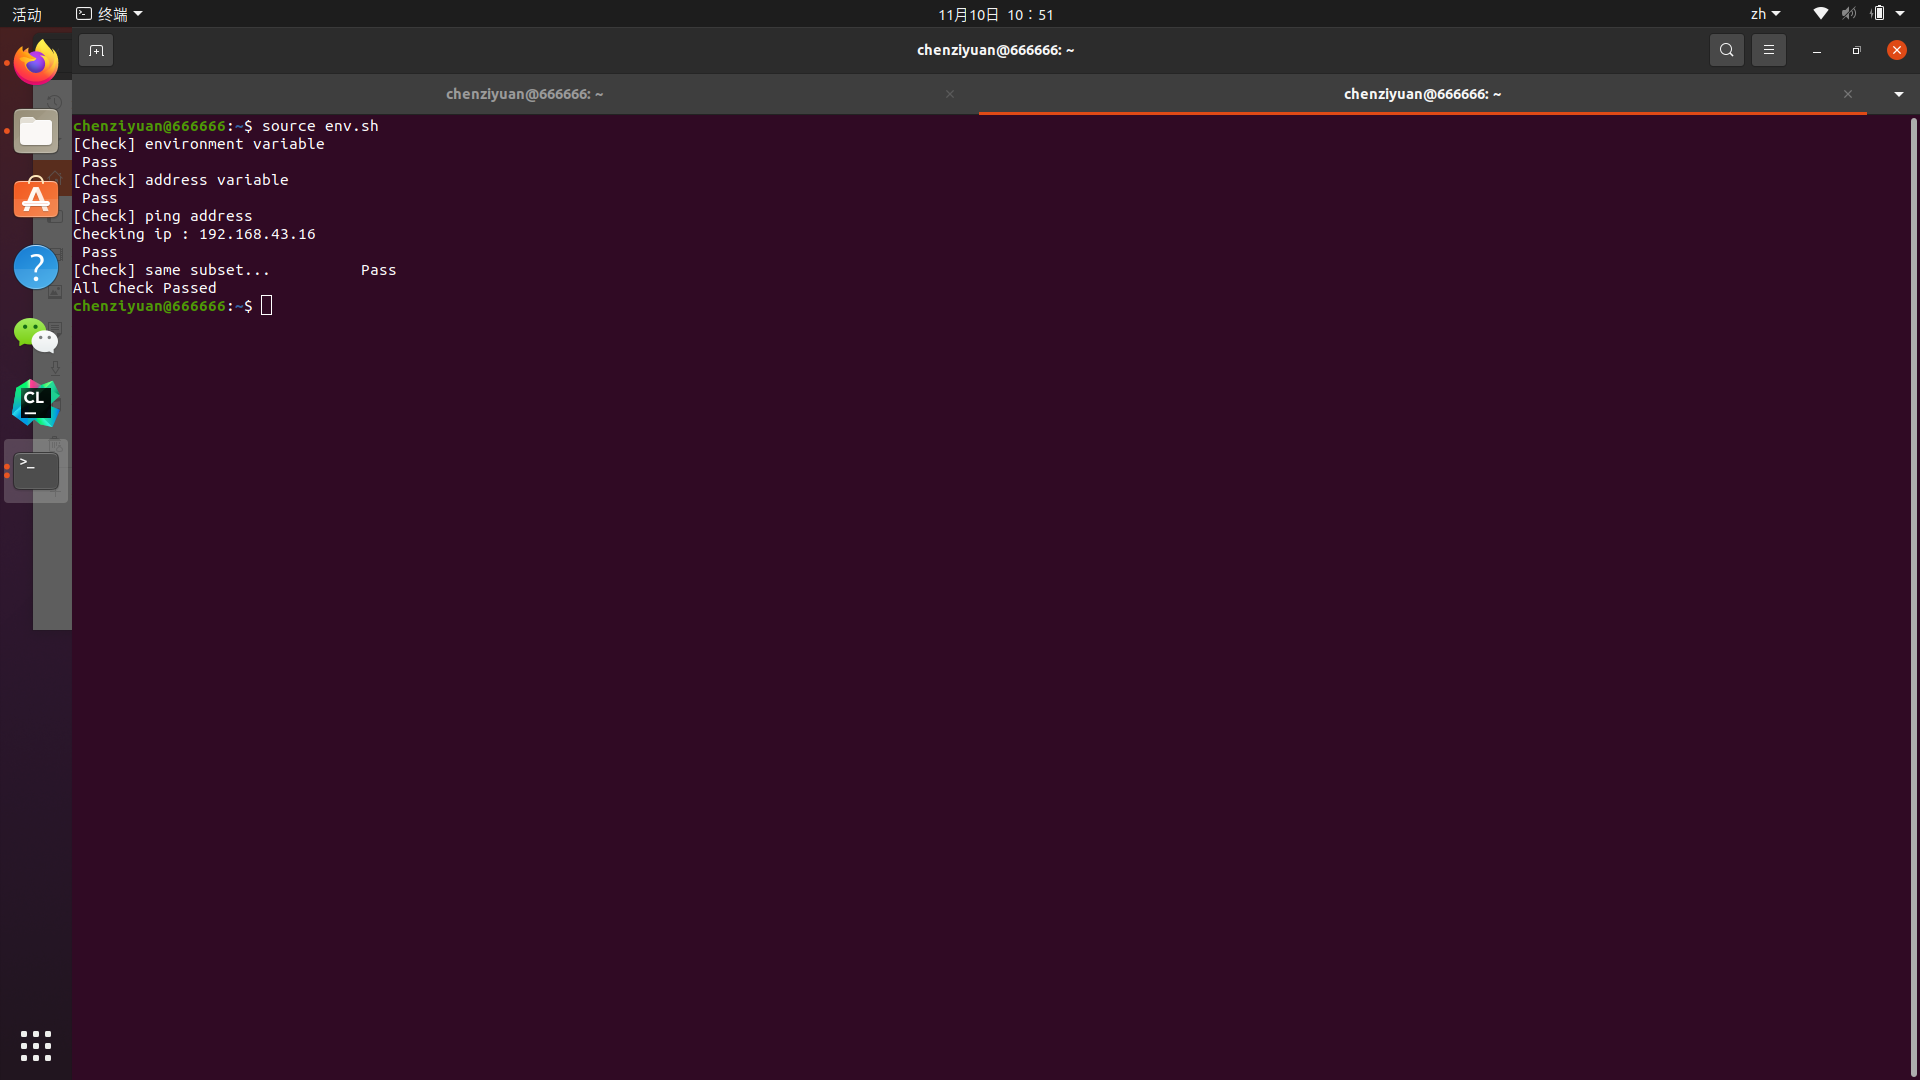 活动 终端 11月10日 10：51 zh
chenziyuan@666666: ~
chenziyuan@666666: ~ chenziyuan@666666: ~
chenziyuan@666666:~$ source env.sh
[Check] environment variable
 Pass
[Check] address variable
 Pass
[Check] ping address
Checking ip : 192.168.43.16
 Pass
[Check] same subset...          Pass
All Check Passed
chenziyuan@666666:~$
CL